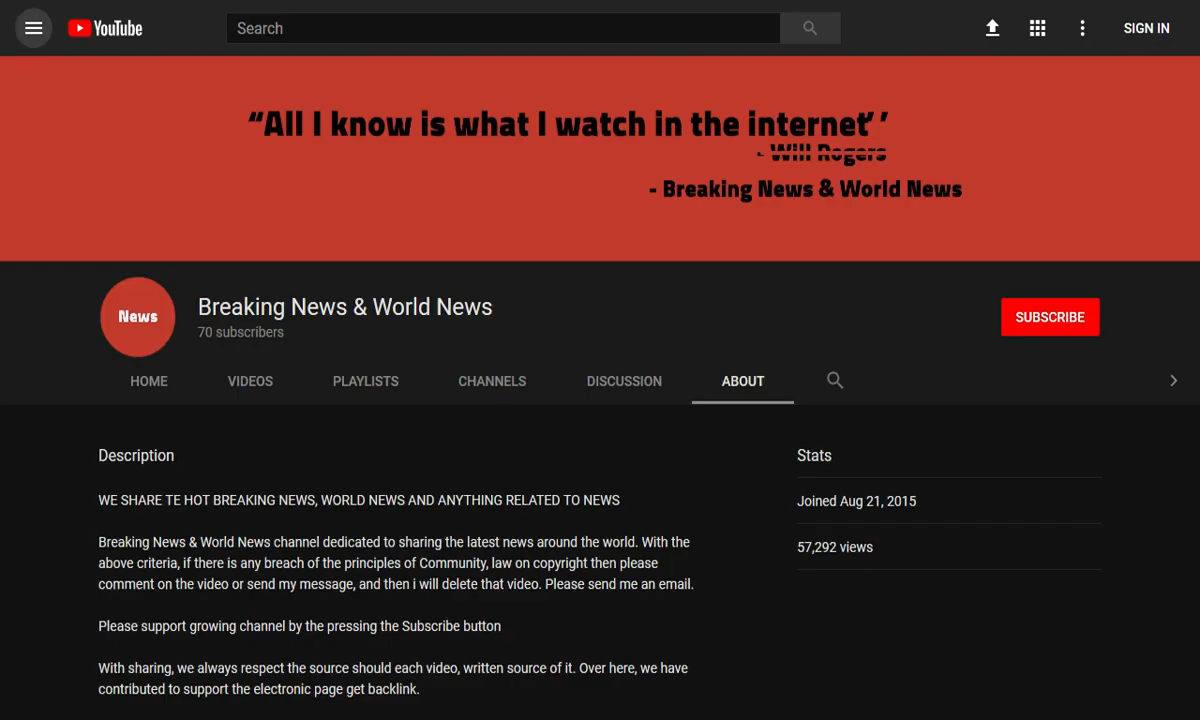 YouTube
Search
SIGN IN
“All I know is what I watch in the internet’’
- Will Rogers
- Breaking News & World News
News
Breaking News & World News
70 subscribers
SUBSCRIBE
HOME VIDEOS PLAYLISTS CHANNELS DISCUSSION ABOUT
Description
WE SHARE TE HOT BREAKING NEWS, WORLD NEWS AND ANYTHING RELATED TO NEWS
Breaking News & World News channel dedicated to sharing the latest news around the world. With the
above criteria, if there is any breach of the principles of Community, law on copyright then please
comment on the video or send my message, and then i will delete that video. Please send me an email.
Please support growing channel by the pressing the Subscribe button
With sharing, we always respect the source should each video, written source of it. Over here, we have
contributed to support the electronic page get backlink.
Stats
Joined Aug 21, 2015
57,292 views